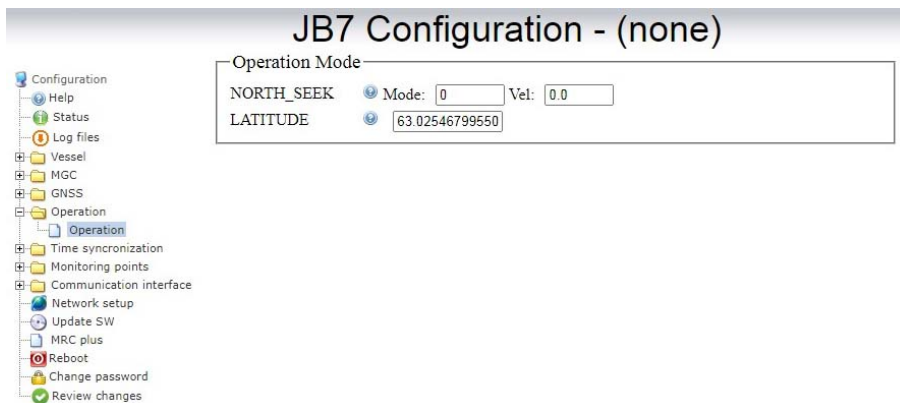 JB7 Configuration - (none)
Configuration
Help
Status
Log files
Vessel
MGC
GNSS
Operation
Operation
Time syncronization
Monitoring points
Communication interface
Network setup
Update SW
MRC plus
Reboot
Change password
Review changes
Operation Mode
NORTH_SEEK Mode: 0 Vel: 0.0
LATITUDE 63.02546799550